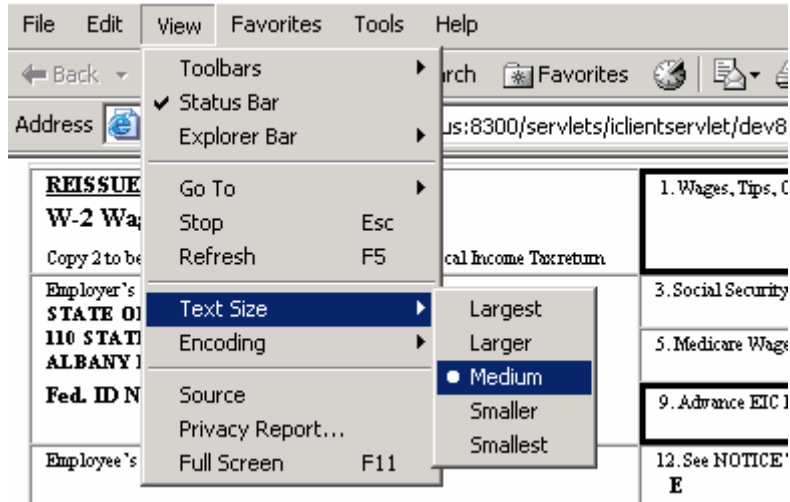 File Edit View Favorites Tools Help
Back Favorites
Address us:8300/servlets/iclientservlet/dev8
Toolbars
Status Bar
Explorer Bar
Go To
Stop Esc
Refresh F5
Text Size
Encoding
Source
Privacy Report...
Full Screen F11
Largest
Larger
Medium
Smaller
Smallest
REISSUE
W-2 Wa
Copy 2 to be cal Income Tax return
Employer's
STATE
110 STAT
ALBANY
Fed. ID N
Employee's
1. Wages, Tips,
3. Social Security
5. Medicare Wage
9. Advance EIC
12. See NOTICE
E